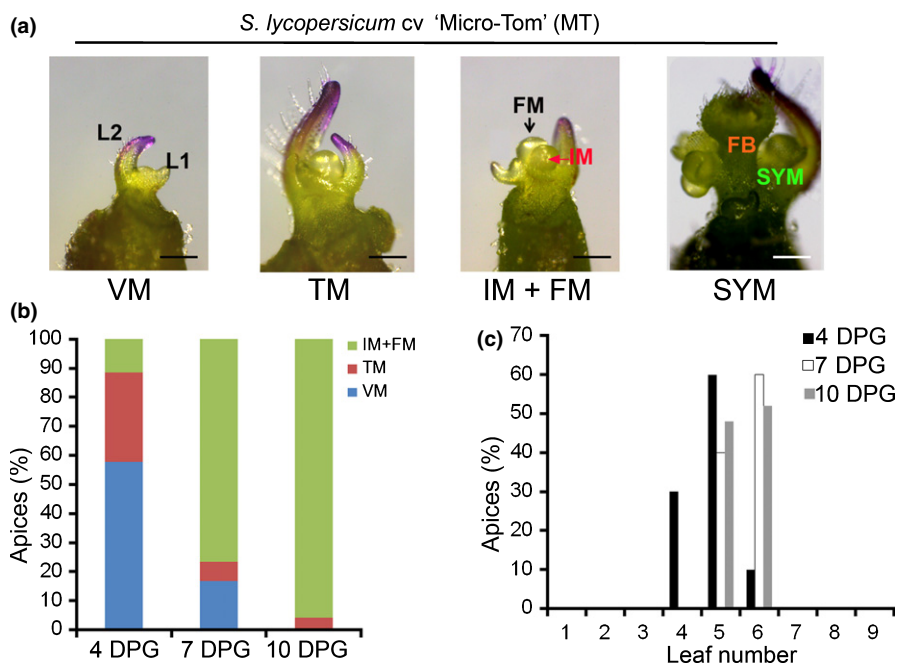 (a)
S. lycopersicum cv 'Micro-Tom' (MT)
L2
L1
FM
IM
FB
SYM
VM
TM
IM + FM
SYM
(b)
100
90
80
70
60
50
40
30
20
10
0
Apices (%)
IM+FM
TM
VM
4 DPG
7 DPG
10 DPG
(c)
70
60
50
40
30
20
10
0
Apices (%)
4 DPG
7 DPG
10 DPG
1 2 3 4 5 6 7 8 9
Leaf number